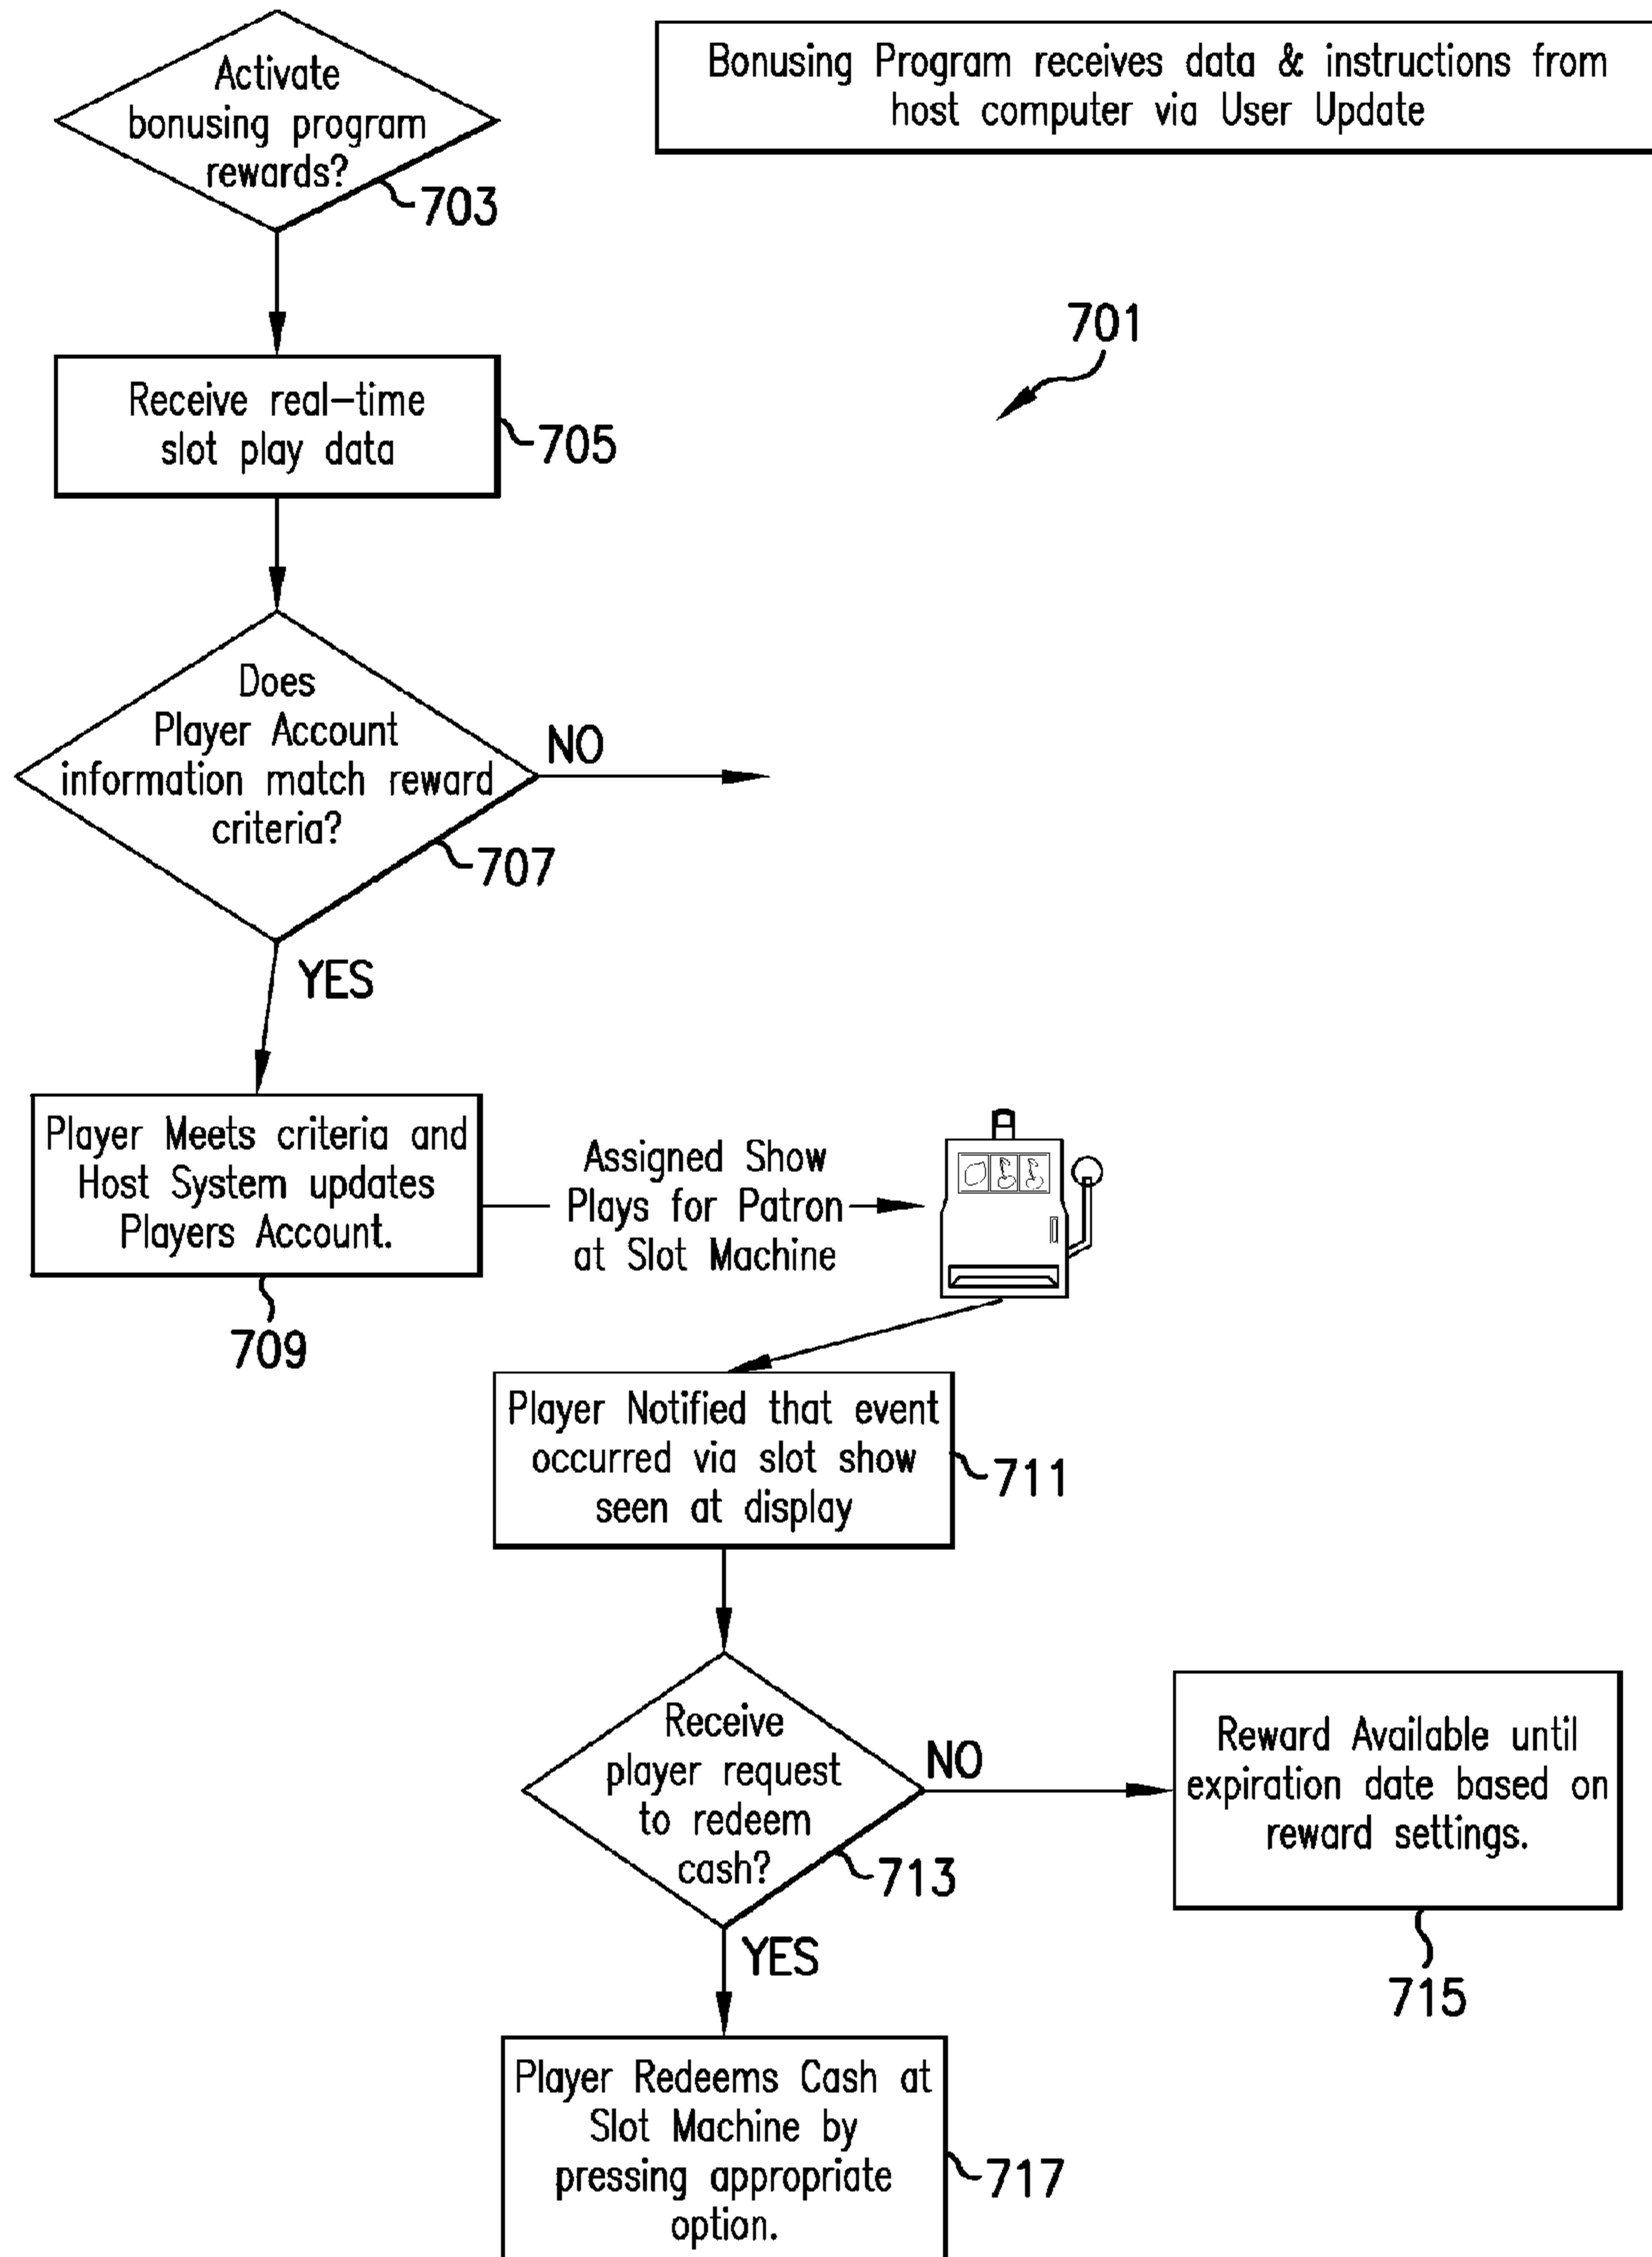 Activate
bonusing program
rewards?
703
Bonusing Program receives data & instructions from
host computer via User Update
701
Receive real-time
slot play data
705
Does
Player Account
information match reward
criteria?
NO
707
YES
Player Meets criteria and
Host System updates
Players Account.
709
Assigned Show
Plays for Patron
at Slot Machine
Player Notified that event
occurred via slot show
seen at display
711
Receive
player request
to redeem
cash?
NO
713
YES
Reward Available until
expiration date based on
reward settings.
715
Player Redeems Cash at
Slot Machine by
pressing appropriate
option.
717